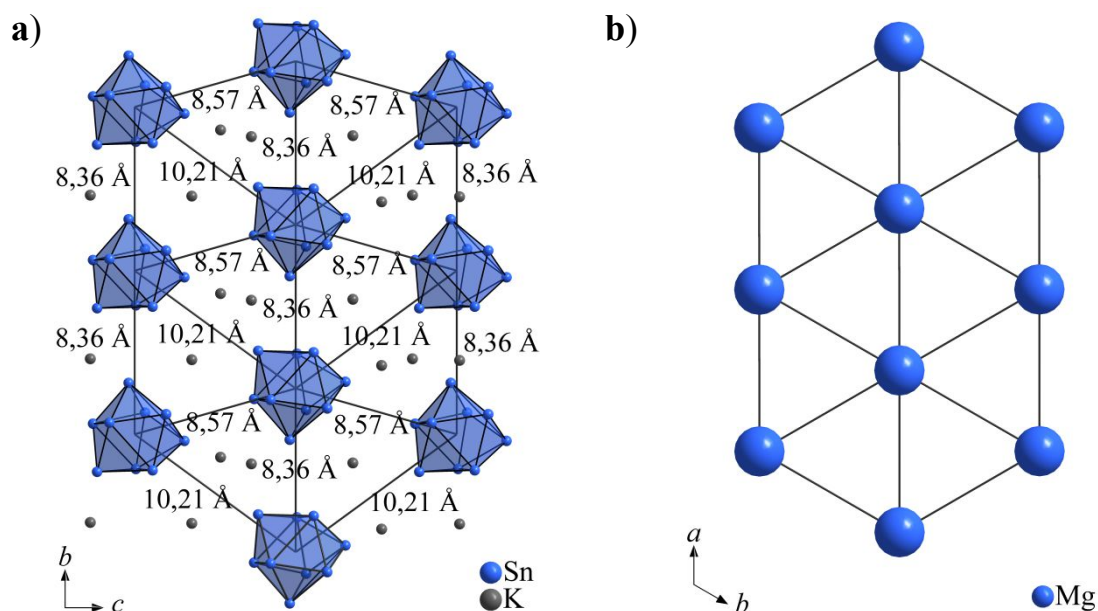 a)
8,57 Å 8,57 Å
8,36 Å
8,36 Å 10,21 Å 10,21 Å 8,36 Å
8,57 Å 8,57 Å
8,36 Å
8,36 Å 10,21 Å 10,21 Å 8,36 Å
8,57 Å 8,57 Å
8,36 Å
10,21 Å 10,21 Å
b
c
Sn
K
b)
a
b
Mg